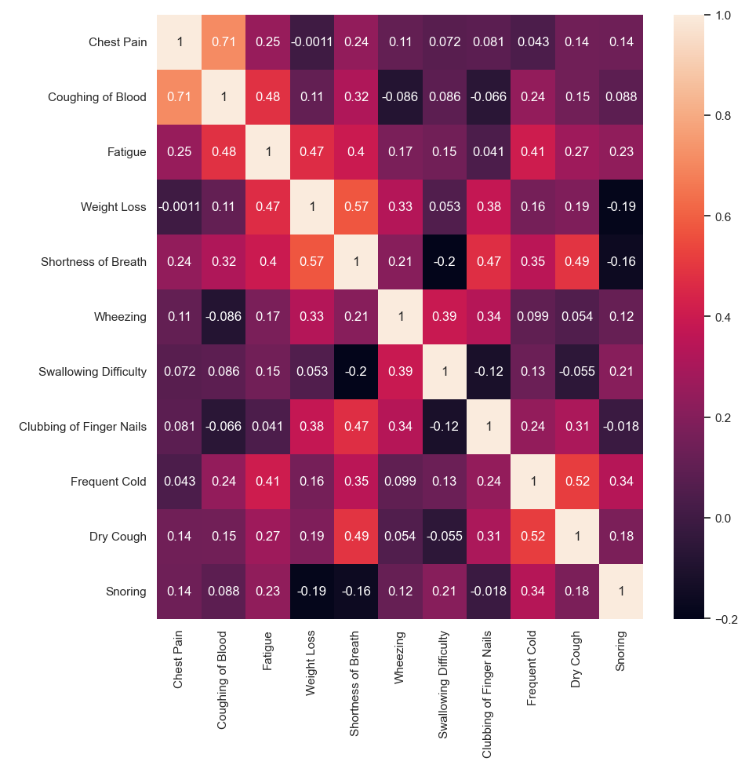 Chest Pain 1 0.71 0.25 -0.0011 0.24 0.11 0.072 0.081 0.043 0.14 0.14
Coughing of Blood 0.71 1 0.48 0.11 0.32 -0.086 0.086 -0.066 0.24 0.15 0.088
Fatigue 0.25 0.48 1 0.47 0.4 0.17 0.15 0.041 0.41 0.27 0.23
Weight Loss -0.0011 0.11 0.47 1 0.57 0.33 0.053 0.38 0.16 0.19 -0.19
Shortness of Breath 0.24 0.32 0.4 0.57 1 0.21 -0.2 0.47 0.35 0.49 -0.16
Wheezing 0.11 -0.086 0.17 0.33 0.21 1 0.39 0.34 0.099 0.054 0.12
Swallowing Difficulty 0.072 0.086 0.15 0.053 -0.2 0.39 1 -0.12 0.13 -0.055 0.21
Clubbing of Finger Nails 0.081 -0.066 0.041 0.38 0.47 0.34 -0.12 1 0.24 0.31 -0.018
Frequent Cold 0.043 0.24 0.41 0.16 0.35 0.099 0.13 0.24 1 0.52 0.34
Dry Cough 0.14 0.15 0.27 0.19 0.49 0.054 -0.055 0.31 0.52 1 0.18
Snoring 0.14 0.088 0.23 -0.19 -0.16 0.12 0.21 -0.018 0.34 0.18 1
Chest Pain
Coughing of Blood
Fatigue
Weight Loss
Shortness of Breath
Wheezing
Swallowing Difficulty
Clubbing of Finger Nails
Frequent Cold
Dry Cough
Snoring
1.0
0.8
0.6
0.4
0.2
0.0
-0.2